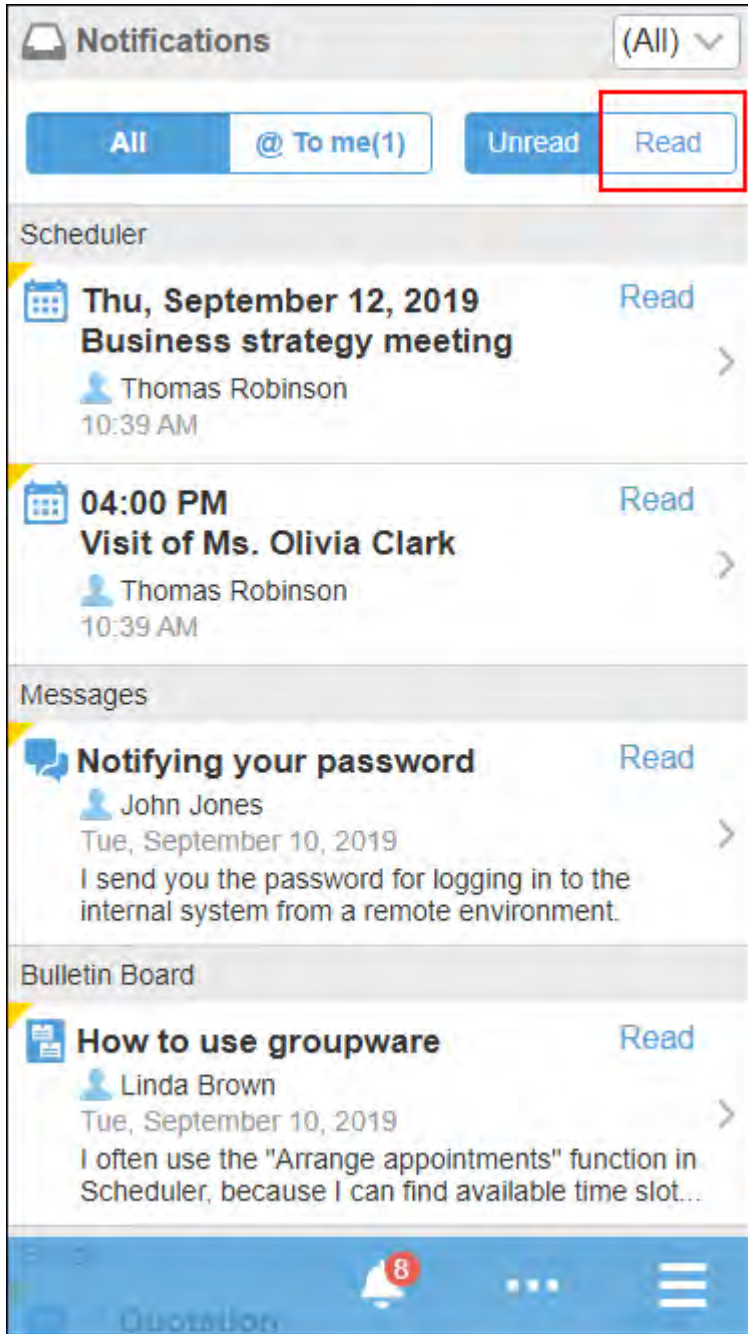 Notifications
(All)
All
@ To me(1)
Unread
Read
Scheduler
Thu, September 12, 2019
Read
Business strategy meeting
Thomas Robinson
10:39 AM
04:00 PM
Read
Visit of Ms. Olivia Clark
Thomas Robinson
10:39 AM
Messages
Notifying your password
Read
John Jones
Tue, September 10, 2019
I send you the password for logging in to the
internal system from a remote environment.
Bulletin Board
How to use groupware
Read
Linda Brown
Tue, September 10, 2019
I often use the "Arrange appointments" function in
Scheduler, because I can find available time slot...
8
Quotation